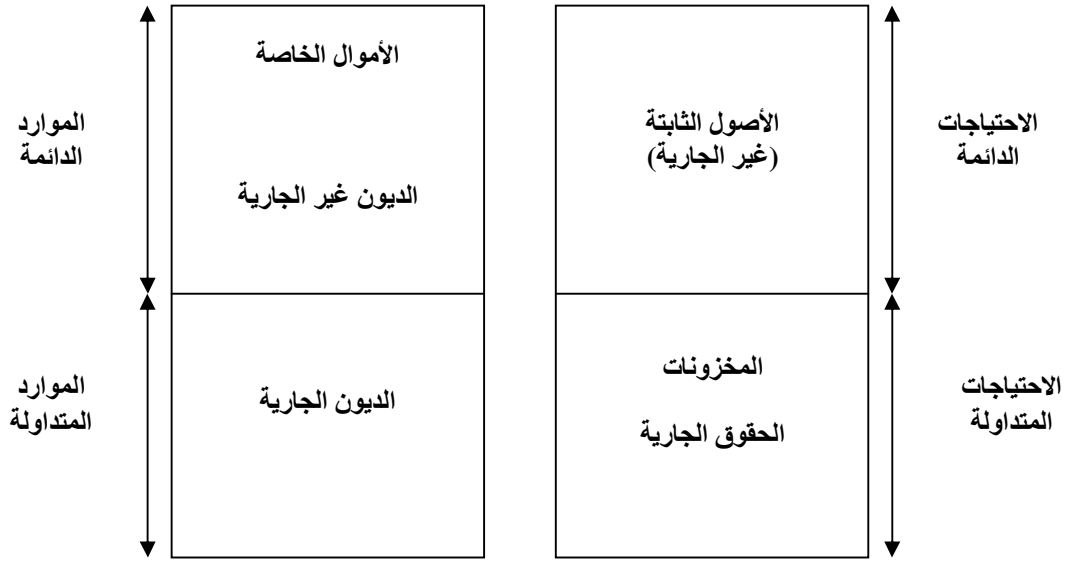 الاحتياجات
الدائمة
الأصول الثابتة
(غير الجارية)
الأموال الخاصة
الديون غير الجارية
الموارد
الدائمة
الاحتياجات
المتداولة
المخزونات
الحقوق الجارية
الديون الجارية
الموارد
المتداولة